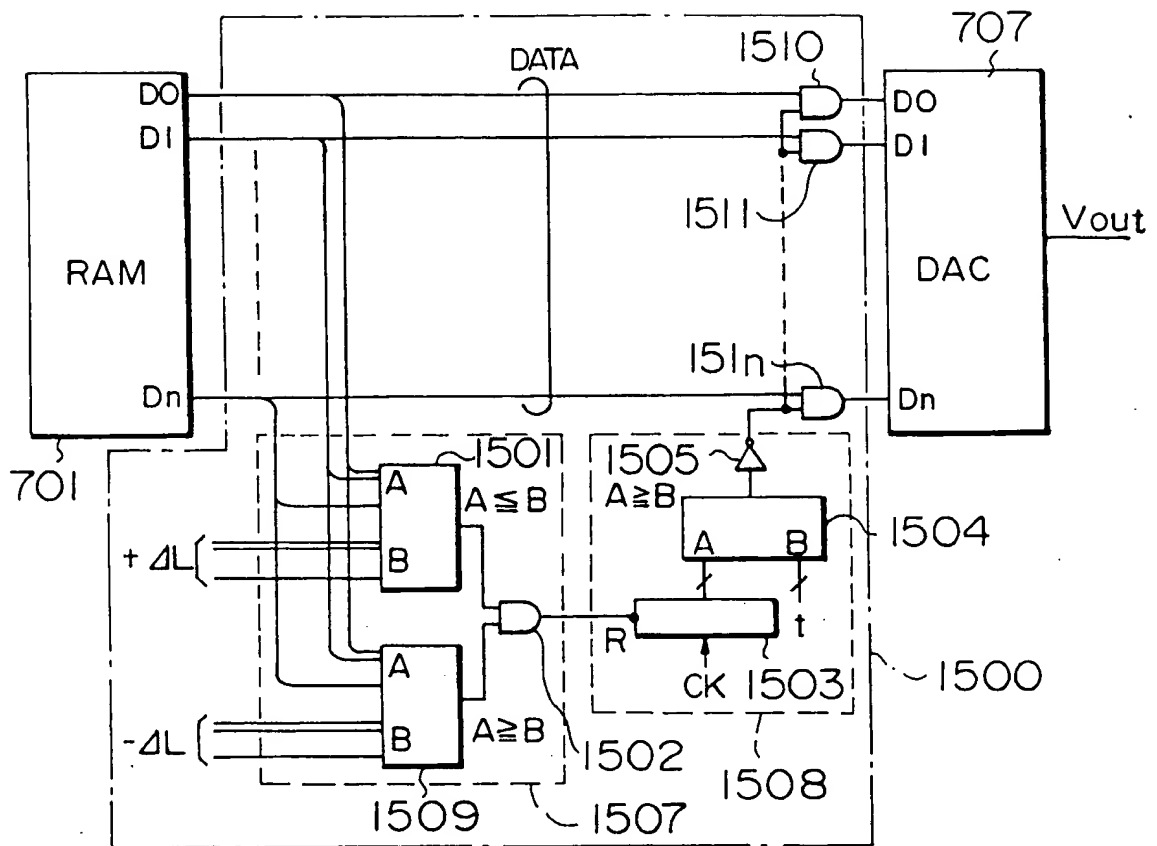 1510
707
DATA
D0
D0
D1
D1
1511
Vout
RAM
DAC
151n
Dn
Dn
701
1501
1505
A
A≦B
A≧B
1504
A
B
+ΔL
B
R
t
A
CK
1503
1500
-ΔL
B
A≧B
1502
1508
1509
1507